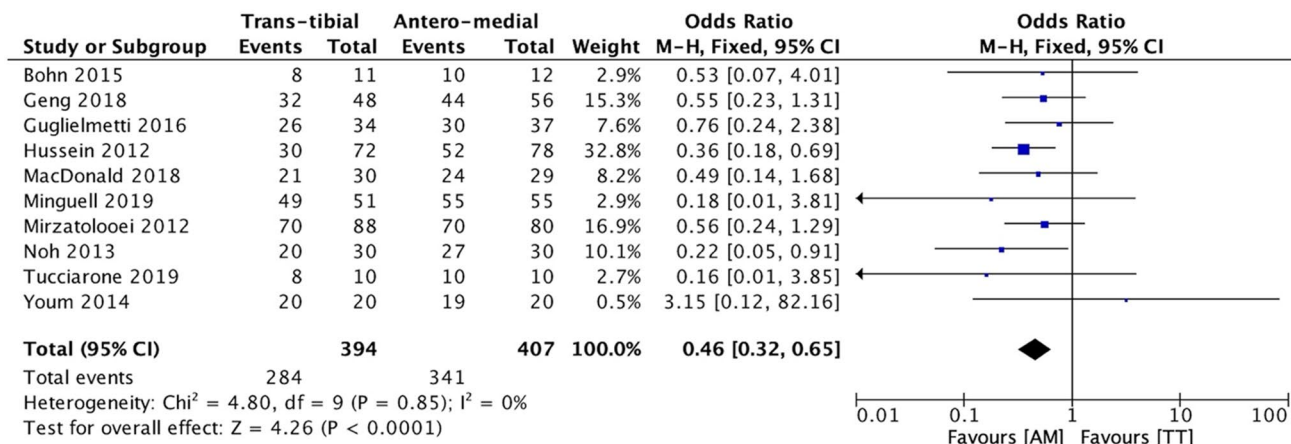 Trans-tibial Antero-medial Odds Ratio Odds Ratio
Study or Subgroup Events Total Events Total Weight M-H, Fixed, 95% CI M-H, Fixed, 95% CI
Bohn 2015 8 11 10 12 2.9% 0.53 [0.07, 4.01]
Geng 2018 32 48 44 56 15.3% 0.55 [0.23, 1.31]
Guglielmetti 2016 26 34 30 37 7.6% 0.76 [0.24, 2.38]
Hussein 2012 30 72 52 78 32.8% 0.36 [0.18, 0.69]
MacDonald 2018 21 30 24 29 8.2% 0.49 [0.14, 1.68]
Minguell 2019 49 51 55 55 2.9% 0.18 [0.01, 3.81]
Mirzatolooei 2012 70 88 70 80 16.9% 0.56 [0.24, 1.29]
Noh 2013 20 30 27 30 10.1% 0.22 [0.05, 0.91]
Tucciarone 2019 8 10 10 10 2.7% 0.16 [0.01, 3.85]
Youm 2014 20 20 19 20 0.5% 3.15 [0.12, 82.16]
Total (95% CI) 394 407 100.0% 0.46 [0.32, 0.65]
Total events 284 341
Heterogeneity: Chi² = 4.80, df = 9 (P = 0.85); I² = 0%
Test for overall effect: Z = 4.26 (P < 0.0001)
0.01 0.1 1 10 100
Favours [AM] Favours [TT]